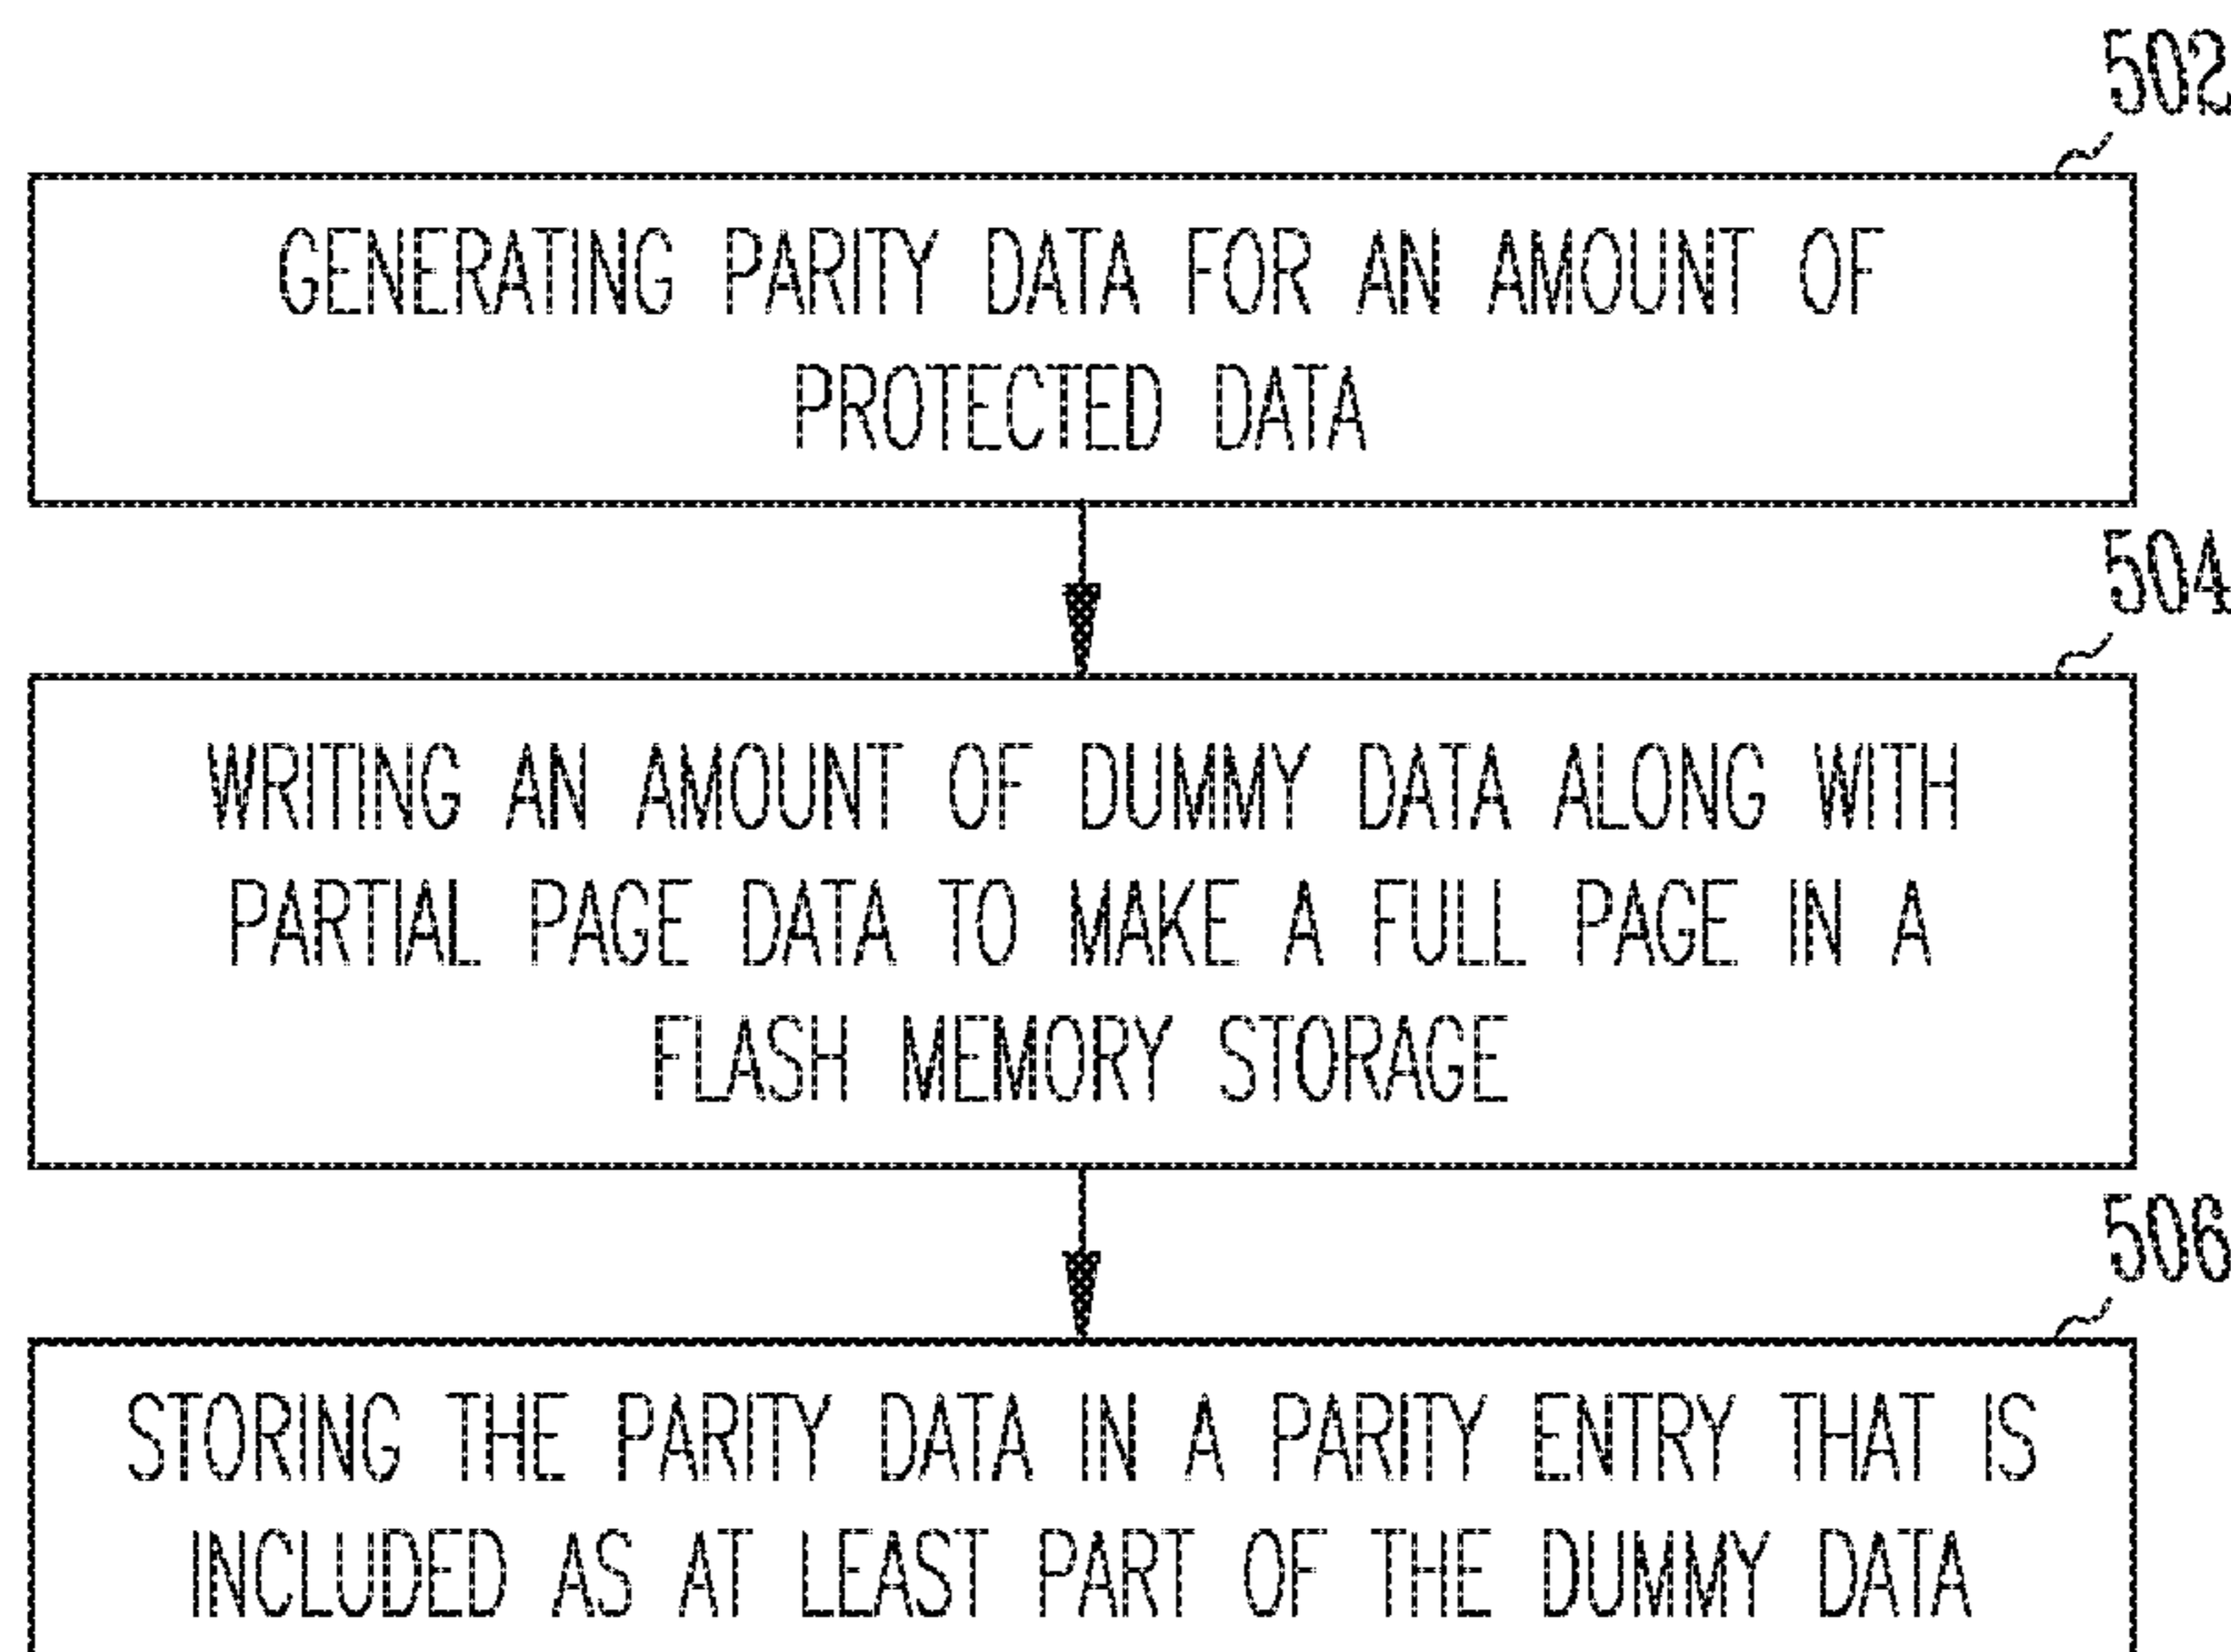 502
GENERATING PARITY DATA FOR AN AMOUNT OF
PROTECTED DATA
504
WRITING AN AMOUNT OF DUMMY DATA ALONG WITH
PARTIAL PAGE DATA TO MAKE A FULL PAGE IN A
FLASH MEMORY STORAGE
506
STORING THE PARITY DATA IN A PARITY ENTRY THAT IS
INCLUDED AS AT LEAST PART OF THE DUMMY DATA